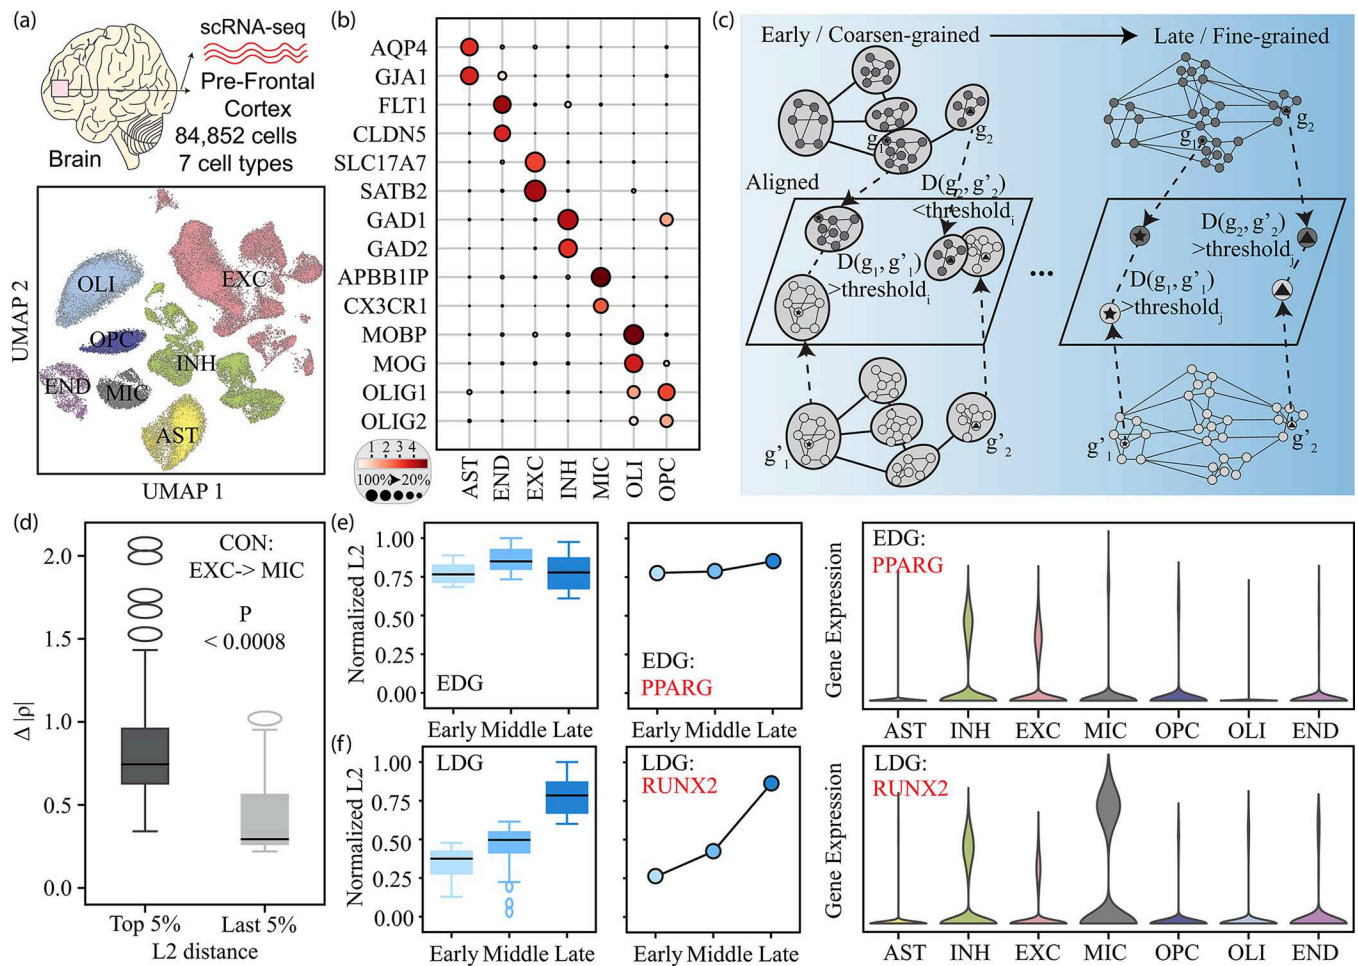 (a)
scRNA-seq
Pre-Frontal
Cortex
84,852 cells
7 cell types
Brain
UMAP 2
OLI
EXC
OPC
INH
END
MIC
AST
UMAP 1
(b)
AQP4
GJA1
FLT1
CLDN5
SLC17A7
SATB2
GAD1
GAD2
APBB1IP
CX3CR1
MOBP
MOG
OLIG1
OLIG2
1 2 3 4
100%➤20%
AST
END
EXC
INH
MIC
OLI
OPC
(c)
Early / Coarsen-grained
Late / Fine-grained
g1
g2
g1
g2
Aligned
D(g2, g'2)
<thresholdi
D(g1, g'1)
>thresholdi
...
D(g2, g'2)
>thresholdj
D(g1, g'1)
>thresholdj
g'1
g'2
g'1
g'2
(d)
Δ |ρ|
2.0
1.5
1.0
0.5
0.0
CON:
EXC-> MIC
P
< 0.0008
Top 5%
Last 5%
L2 distance
(e)
Normalized L2
1.00
0.75
0.50
0.25
0.00
EDG
Early Middle Late
EDG:
PPARG
Early Middle Late
Gene Expression
EDG:
PPARG
AST INH EXC MIC OPC OLI END
(f)
Normalized L2
1.00
0.75
0.50
0.25
0.00
LDG
Early Middle Late
LDG:
RUNX2
Early Middle Late
Gene Expression
LDG:
RUNX2
AST INH EXC MIC OPC OLI END